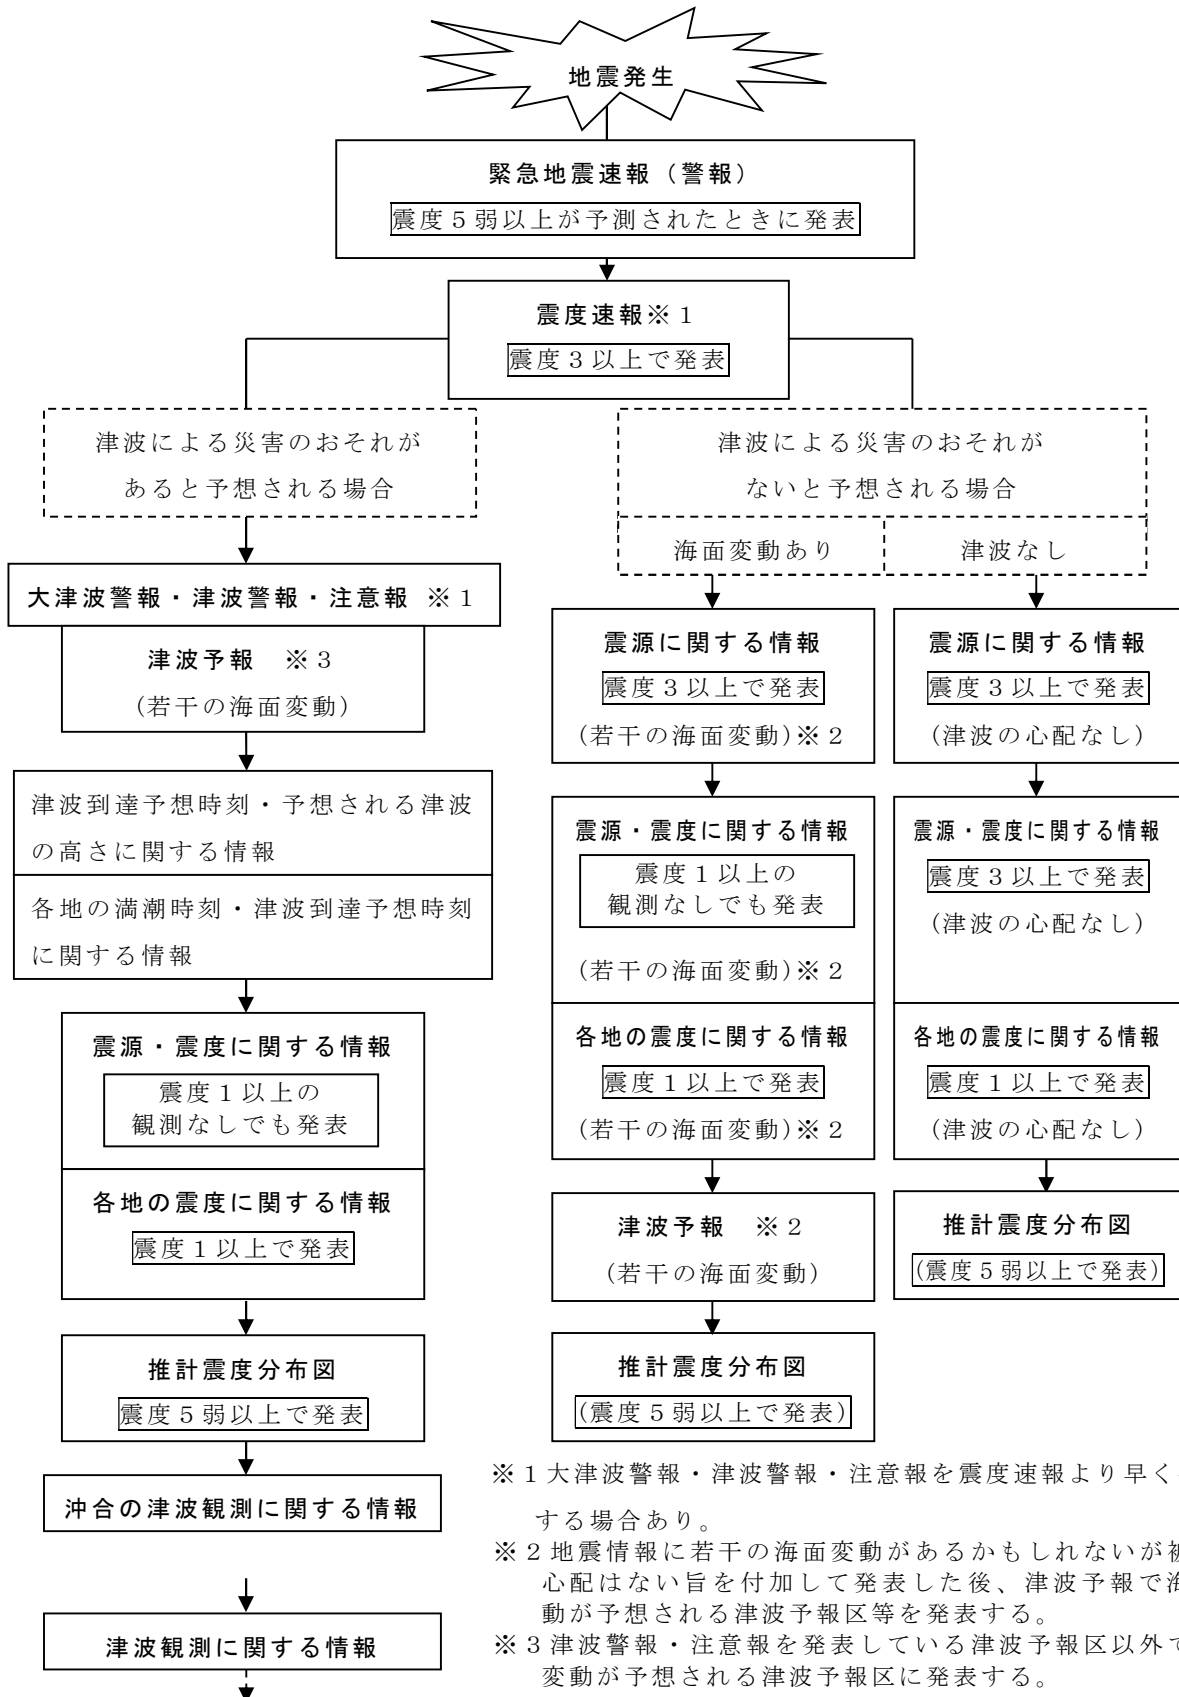 地震発生
緊急地震速報（警報）
震度５弱以上が予測されたときに発表
震度速報※１
震度３以上で発表
津波による災害のおそれが
あると予想される場合
大津波警報・津波警報・注意報 ※１
津波予報　※３
(若干の海面変動)
津波到達予想時刻・予想される津波
の高さに関する情報
各地の満潮時刻・津波到達予想時刻
に関する情報
震源・震度に関する情報
震度１以上の
観測なしでも発表
各地の震度に関する情報
震度１以上で発表
推計震度分布図
震度５弱以上で発表
沖合の津波観測に関する情報
津波観測に関する情報
津波による災害のおそれが
ないと予想される場合
海面変動あり
震源に関する情報
震度３以上で発表
(若干の海面変動)※２
震源・震度に関する情報
震度１以上の
観測なしでも発表
(若干の海面変動)※２
各地の震度に関する情報
震度１以上で発表
(若干の海面変動)※２
津波予報　※２
(若干の海面変動)
推計震度分布図
(震度５弱以上で発表)
津波なし
震源に関する情報
震度３以上で発表
(津波の心配なし)
震源・震度に関する情報
震度３以上で発表
(津波の心配なし)
各地の震度に関する情報
震度１以上で発表
(津波の心配なし)
推計震度分布図
(震度５弱以上で発表)
※１大津波警報・津波警報・注意報を震度速報より早く
する場合あり。
※２地震情報に若干の海面変動があるかもしれないが
心配はない旨を付加して発表した後、津波予報で
動が予想される津波予報区等を発表する。
※３津波警報・注意報を発表している津波予報区以外で
変動が予想される津波予報区に発表する。